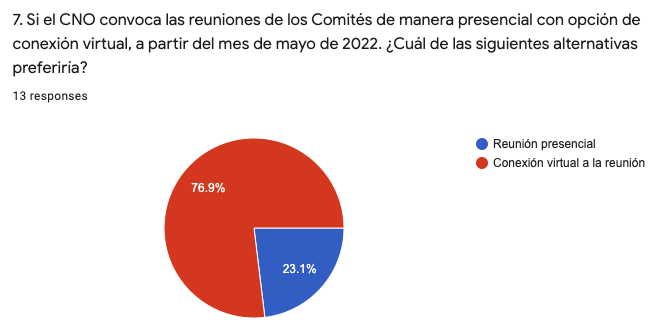 7. Si el CNO convoca las reuniones de los Comités de manera presencial con opción de
conexión virtual, a partir del mes de mayo de 2022. ¿Cuál de las siguientes alternativas
preferiría?
13 responses
Reunión presencial
Conexión virtual a la reunión
76.9%
23.1%